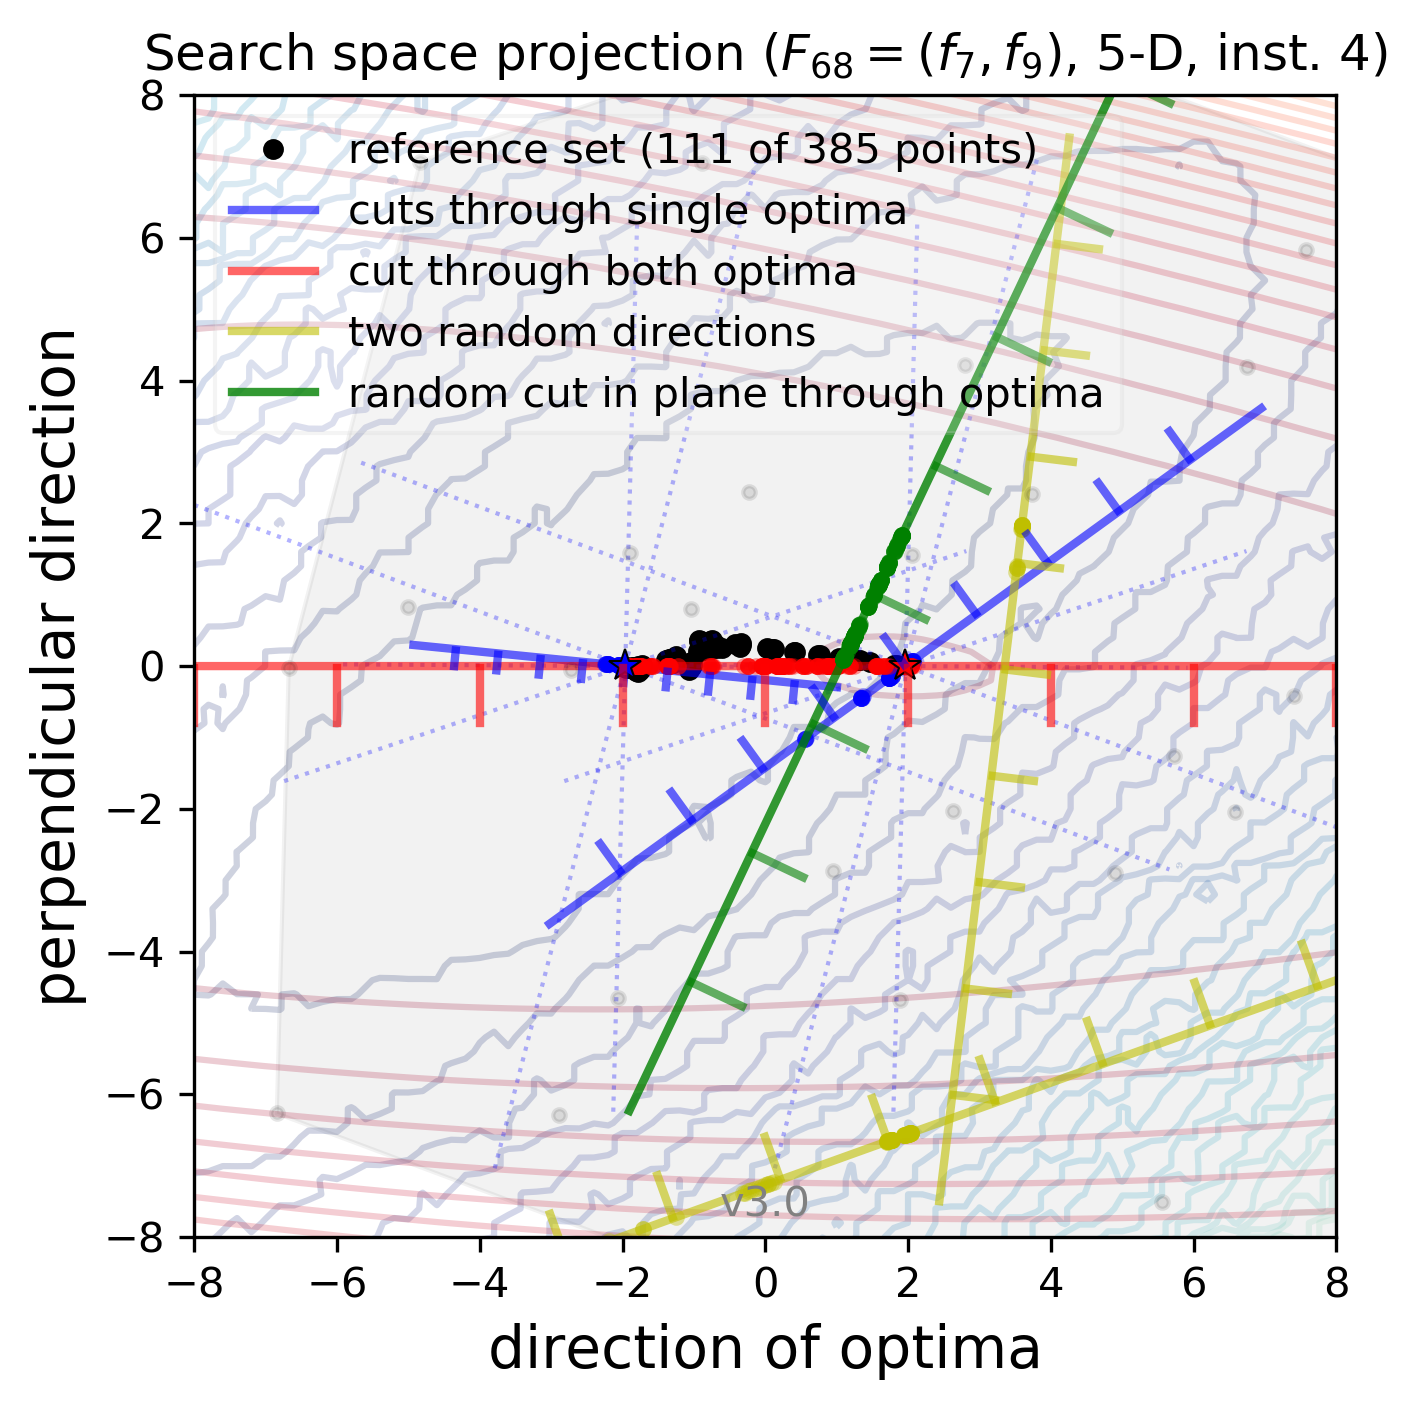 Search space projection (F68 = (f7, f9), 5-D, inst. 4)
8
6
4
2
0
−2
−4
−6
−8
perpendicular direction
reference set (111 of 385 points)
cuts through single optima
cut through both optima
two random directions
random cut in plane through optima
v3.0
−8 −6 −4 −2 0 2 4 6 8
direction of optima